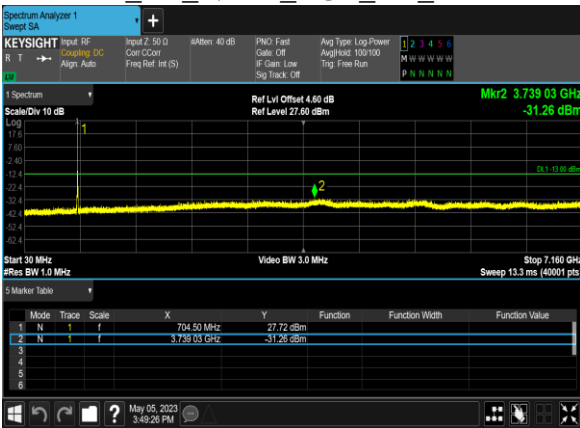 Spectrum Analyzer 1
Swept SA
+
KEYSIGHT Input: RF Input Z: 50 Ω #Atten: 40 dB PNO: Fast Avg Type: Log-Power 1 2 3 4 5 6
R T Coupling: DC Corr CCorr Gate: Off Avg|Hold: 100/100 M W W W W W
Align: Auto Freq Ref: Int (S) IF Gain: Low Trig: Free Run
LV Sig Track: Off P N N N N N
1 Spectrum Ref Lvl Offset 4.60 dB Mkr2 3.739 03 GHz
Scale/Div 10 dB Ref Level 27.60 dBm -31.26 dBm
Log
17.6
1
7.60
-2.40
DL1 -13.00 dBm
-12.4
-22.4
2
-32.4
-42.4
-52.4
-62.4
Start 30 MHz Video BW 3.0 MHz Stop 7.160 GHz
#Res BW 1.0 MHz Sweep 13.3 ms (40001 pts
5 Marker Table
Mode Trace Scale X Y Function Function Width Function Value
1 N 1 f 704.50 MHz 27.72 dBm
2 N 1 f 3.739 03 GHz -31.26 dBm
3
4
5
6
? May 05, 2023
3:49:26 PM